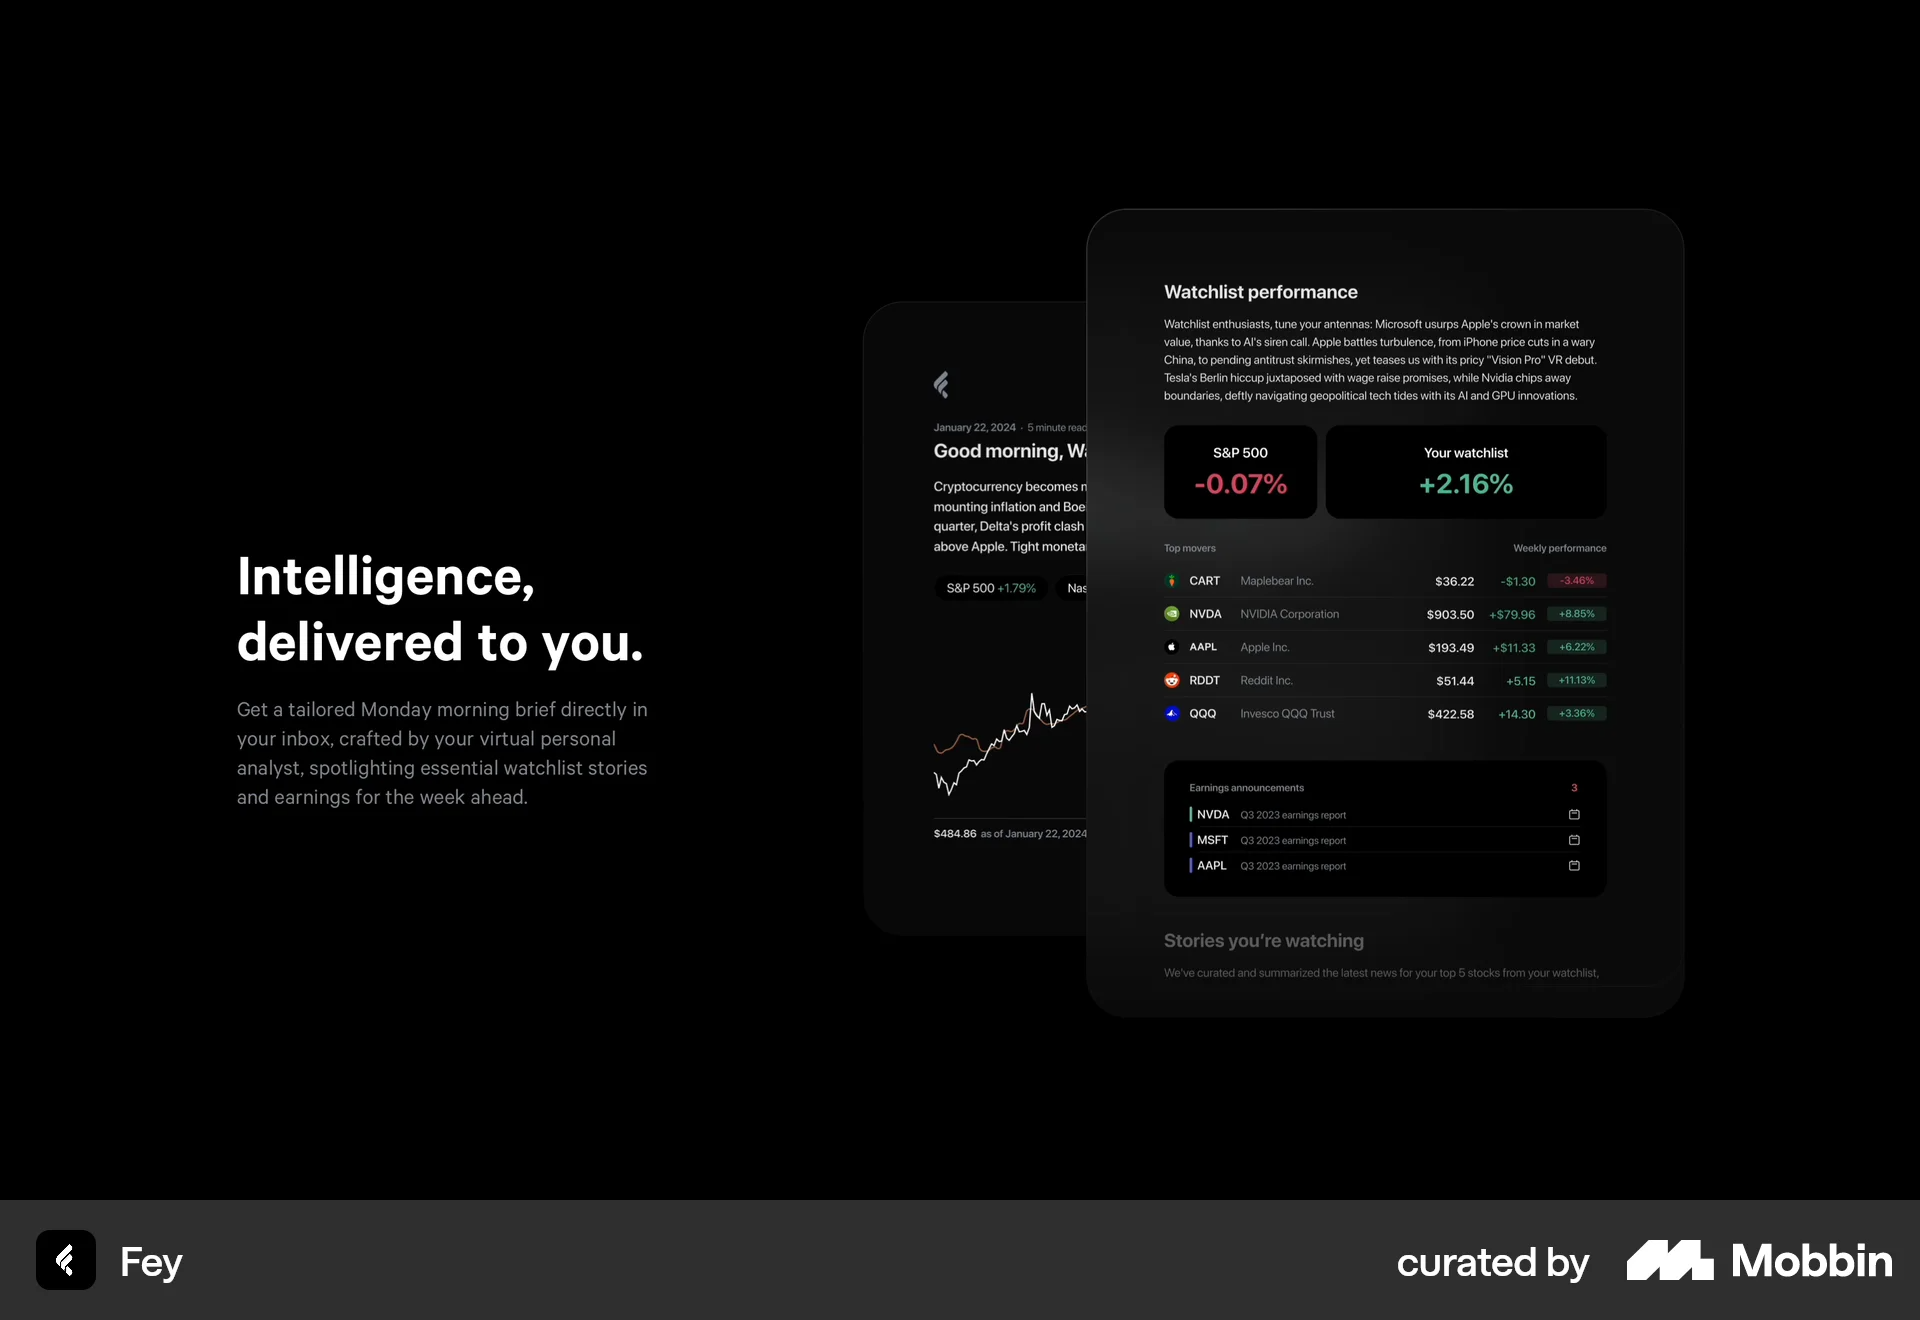 Intelligence,
delivered to you.
Get a tailored Monday morning brief directly in
your inbox, crafted by your virtual personal
analyst, spotlighting essential watchlist stories
and earnings for the week ahead.
January 22, 2024 · 5 minute read
Good morning, Wa
Cryptocurrency becomes
mounting inflation and Boe
quarter, Delta's profit clash
above Apple. Tight moneta
S&P 500 +1.79%
Nas
$484.86 as of January 22, 2024
Watchlist performance
Watchlist enthusiasts, tune your antennas: Microsoft usurps Apple's crown in market
value, thanks to AI's siren call. Apple battles turbulence, from iPhone price cuts in a wary
China, to pending antitrust skirmishes, yet teases us with its pricy "Vision Pro" VR debut.
Tesla's Berlin hiccup juxtaposed with wage raise promises, while Nvidia chips away
boundaries, deftly navigating geopolitical tech tides with its AI and GPU innovations.
S&P 500
-0.07%
Your watchlist
+2.16%
Top movers Weekly performance
CART Maplebear Inc. $36.22 -$1.30 -3.46%
NVDA NVIDIA Corporation $903.50 +$79.96 +8.85%
AAPL Apple Inc. $193.49 +$11.33 +6.22%
RDDT Reddit Inc. $51.44 +5.15 +11.13%
QQQ Invesco QQQ Trust $422.58 +14.30 +3.36%
Earnings announcements 3
NVDA Q3 2023 earnings report
MSFT Q3 2023 earnings report
AAPL Q3 2023 earnings report
Stories you're watching
We've curated and summarized the latest news for your top 5 stocks from your watchlist,
Fey
curated by Mobbin